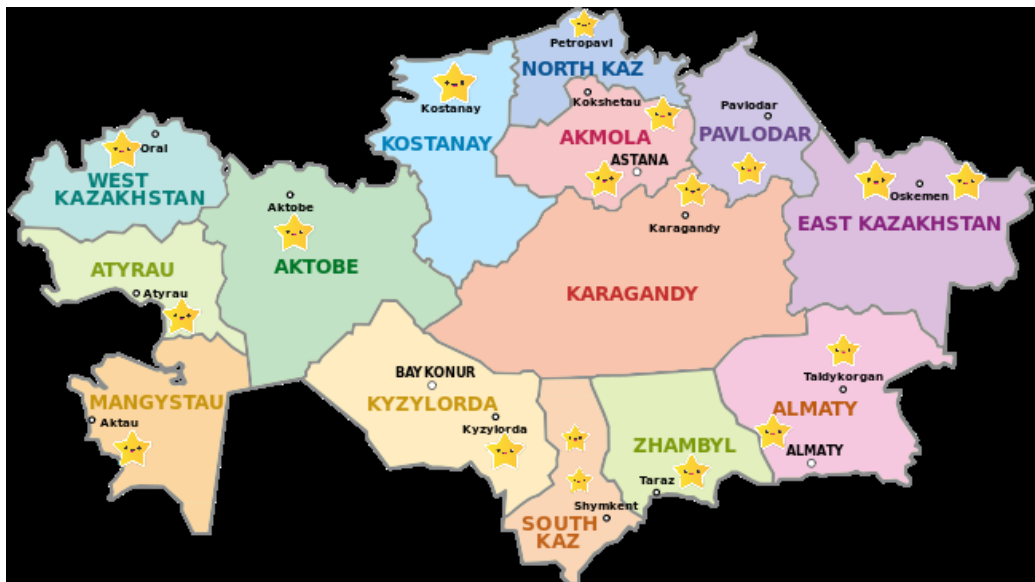 Petropavl
NORTH KAZ
Kostanay
KOSTANAY
Kokshetau
AKMOLA
ASTANA
Pavlodar
PAVLODAR
Oral
WEST
KAZAKHSTAN
Aktobe
AKTOBE
Oskemen
EAST KAZAKHSTAN
Karagandy
KARAGANDY
ATYRAU
Atyrau
MANGYSTAU
Aktau
BAYKONUR
KYZYLORDA
Kyzylorda
Taldykorgan
ALMATY
ALMATY
ZHAMBYL
Taraz
Shymkent
SOUTH
KAZ